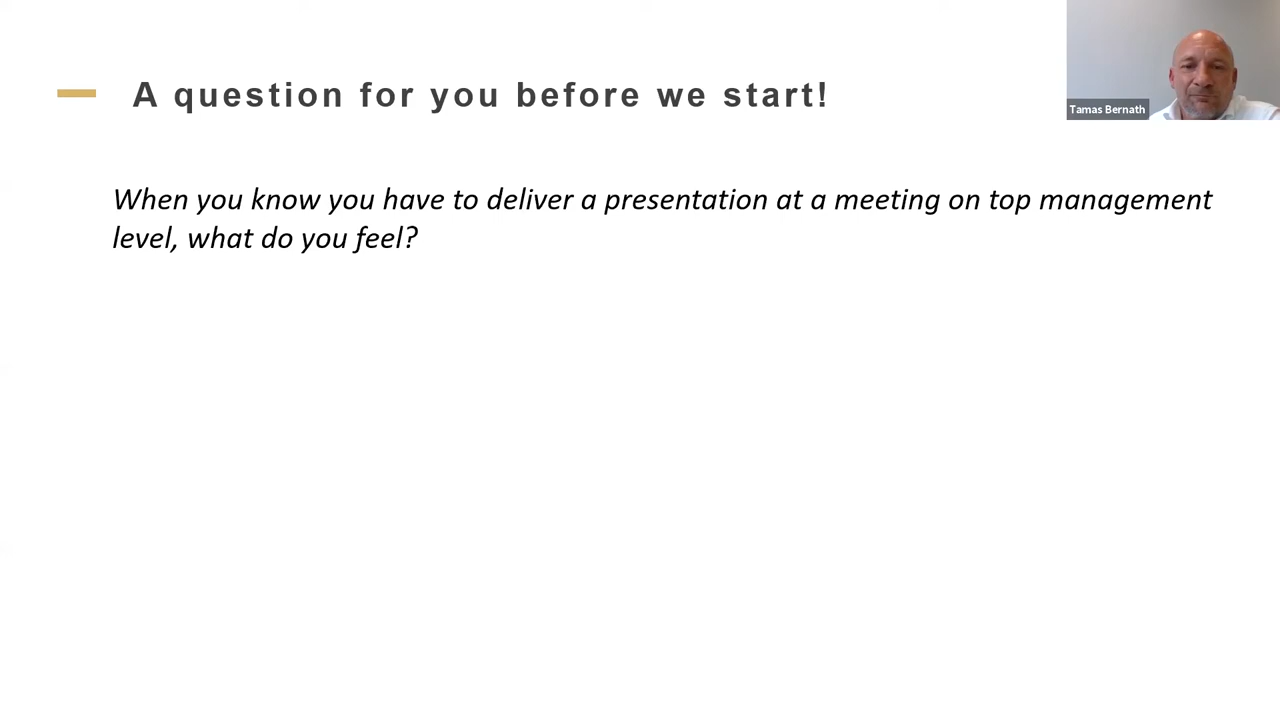 A question for you before we start!
Tamas Bernath
When you know you have to deliver a presentation at a meeting on top management
level, what do you feel?